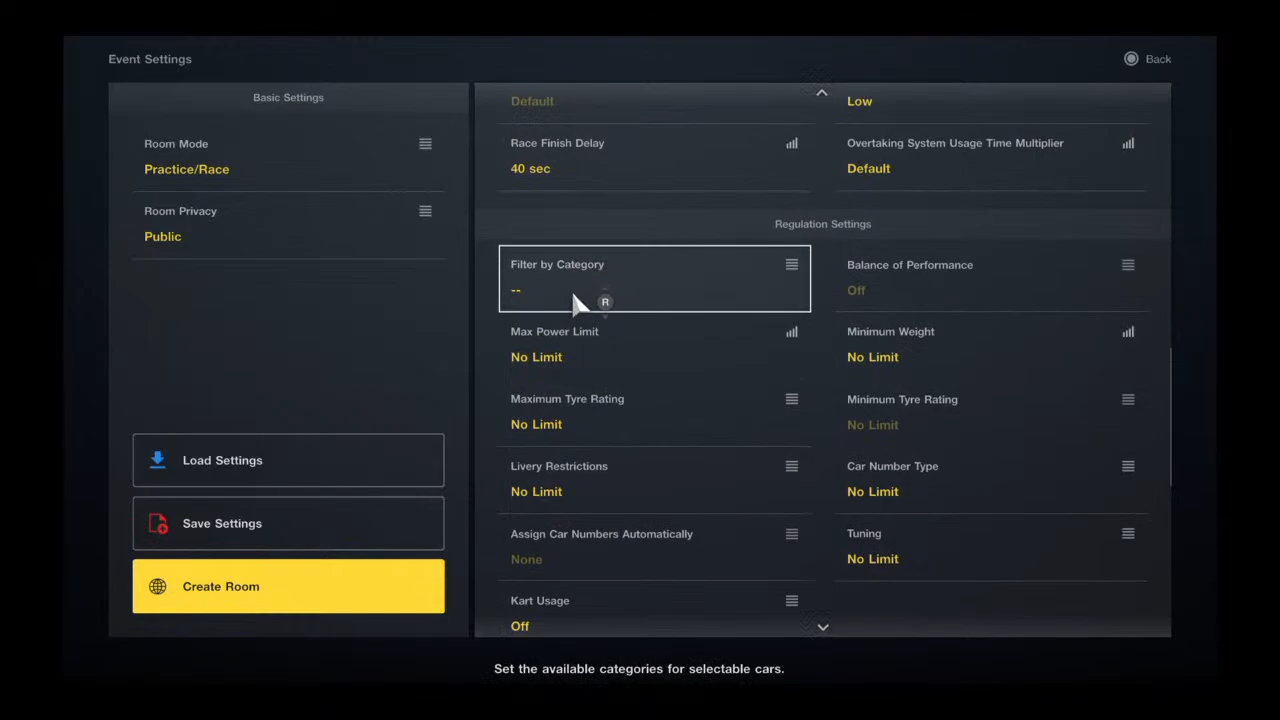 Event Settings
Back
Basic Settings
Room Mode
Practice/Race
Room Privacy
Public
Load Settings
Save Settings
Create Room
Default
Low
Race Finish Delay
Overtaking System Usage Time Multiplier
40 sec
Default
Regulation Settings
Filter by Category
Balance of Performance
--
R
Off
Max Power Limit
Minimum Weight
No Limit
No Limit
Maximum Tyre Rating
Minimum Tyre Rating
No Limit
No Limit
Livery Restrictions
Car Number Type
No Limit
No Limit
Assign Car Numbers Automatically
Tuning
None
No Limit
Kart Usage
Off
Set the available categories for selectable cars.